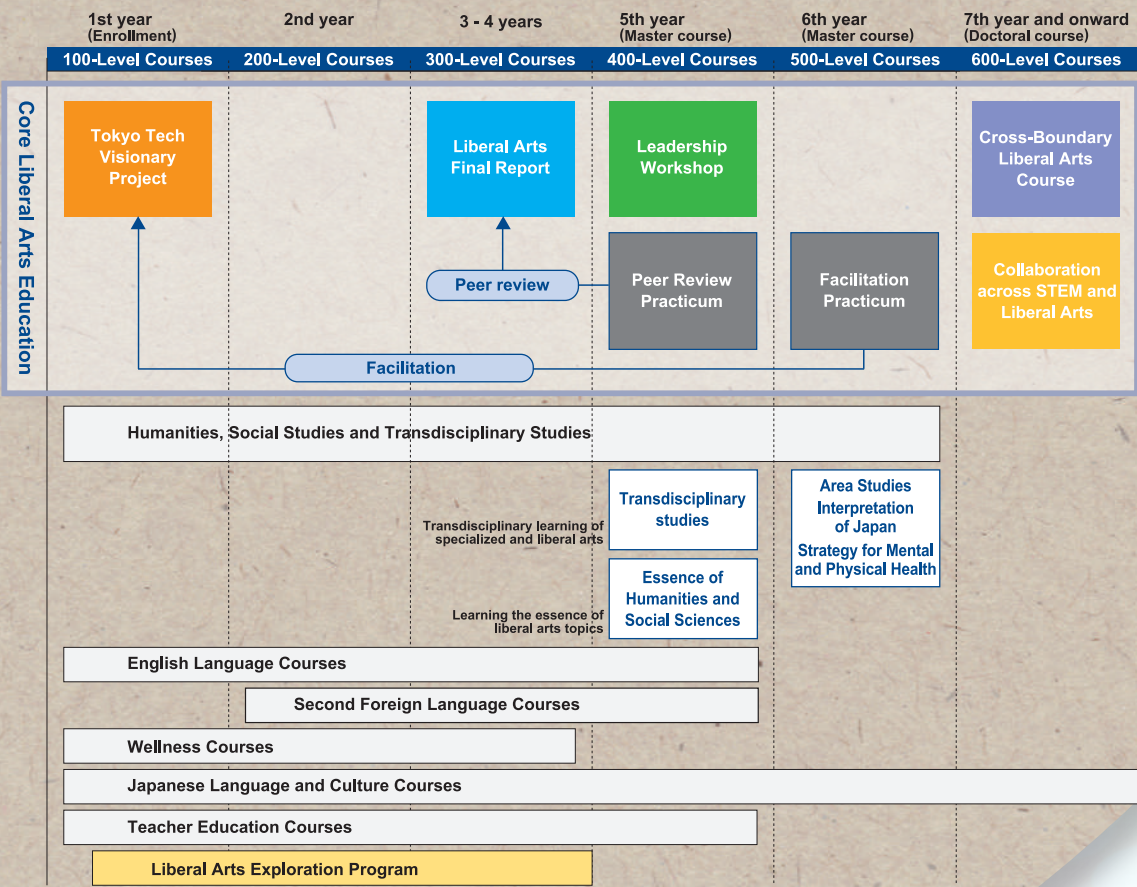 1st year
(Enrollment)
2nd year
3 - 4 years
5th year
(Master course)
6th year
(Master course)
7th year and onward
(Doctoral course)
100-Level Courses
200-Level Courses
300-Level Courses
400-Level Courses
500-Level Courses
600-Level Courses
Core Liberal Arts Education
Tokyo Tech
Visionary
Project
Liberal Arts
Final Report
Leadership
Workshop
Cross-Boundary
Liberal Arts
Course
Peer review
Peer Review
Practicum
Facilitation
Practicum
Collaboration
across STEM and
Liberal Arts
Facilitation
Humanities, Social Studies and Transdisciplinary Studies
Transdisciplinary learning of
specialized and liberal arts
Transdisciplinary
studies
Area Studies
Interpretation
of Japan
Strategy for Mental
and Physical Health
Learning the essence of
liberal arts topics
Essence of
Humanities and
Social Sciences
English Language Courses
Second Foreign Language Courses
Wellness Courses
Japanese Language and Culture Courses
Teacher Education Courses
Liberal Arts Exploration Program